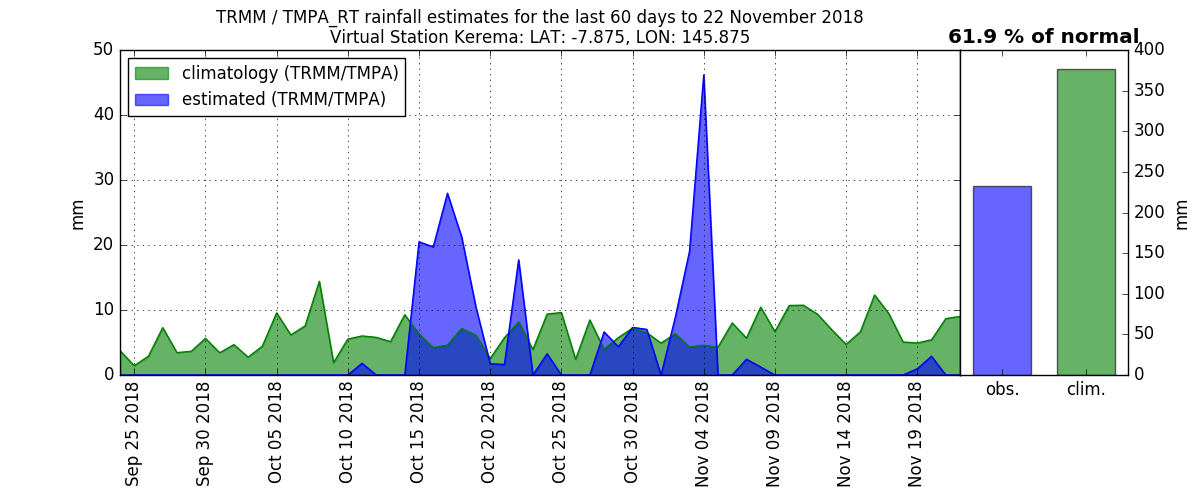 TRMM / TMPA_RT rainfall estimates for the last 60 days to 22 November 2018
Virtual Station Kerema: LAT: -7.875, LON: 145.875
61.9 % of normal
climatology (TRMM/TMPA)
estimated (TRMM/TMPA)
50
40
30
20
10
0
mm
400
350
300
250
200
150
100
50
0
mm
Sep 25 2018
Sep 30 2018
Oct 05 2018
Oct 10 2018
Oct 15 2018
Oct 20 2018
Oct 25 2018
Oct 30 2018
Nov 04 2018
Nov 09 2018
Nov 14 2018
Nov 19 2018
obs.
clim.